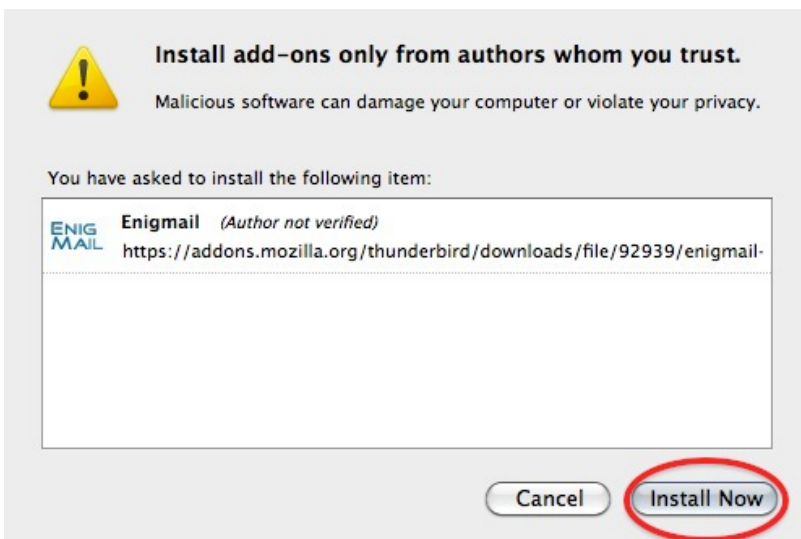 Install add-ons only from authors whom you trust.
Malicious software can damage your computer or violate your privacy.
You have asked to install the following item:
ENIG
MAIL
Enigmail (Author not verified)
https://addons.mozilla.org/thunderbird/downloads/file/92939/enigmail-
Cancel Install Now